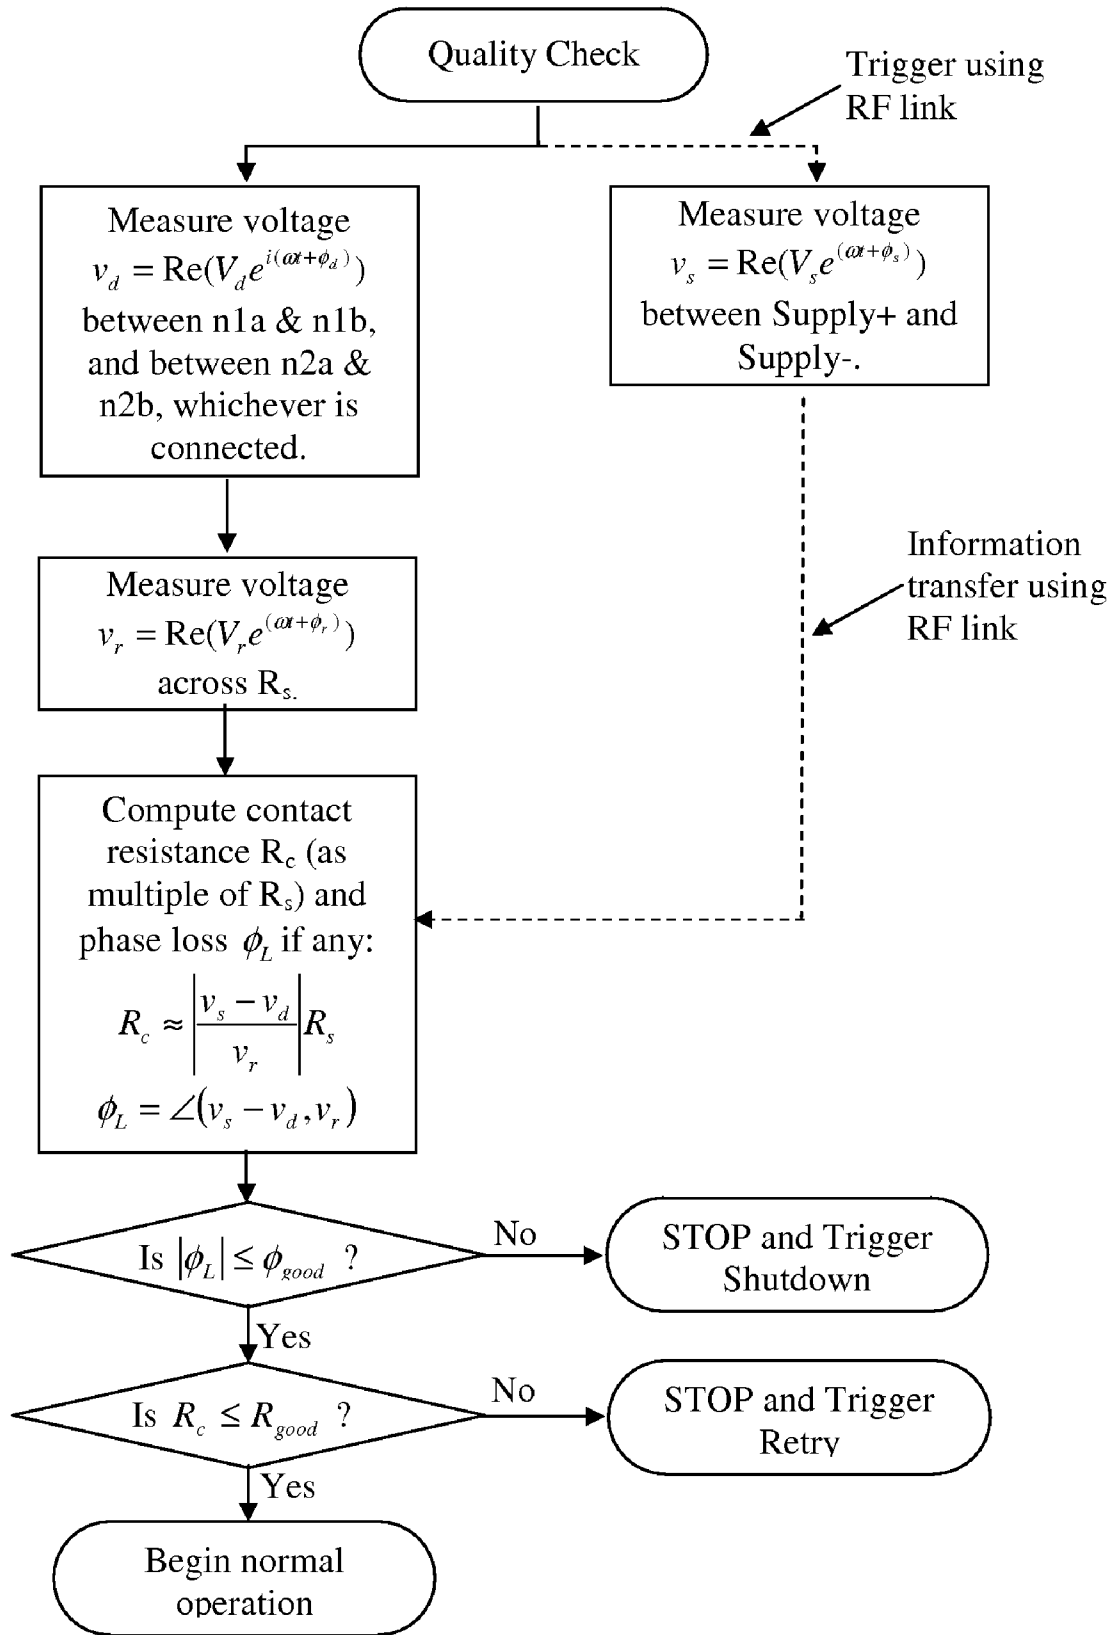 Quality Check
Trigger using
RF link
Measure voltage
v_d = Re(V_d e^{i(ωt+ϕ_d)})
between n1a & n1b,
and between n2a &
n2b, whichever is
connected.
Measure voltage
v_s = Re(V_s e^{(ωt+ϕ_s)})
between Supply+ and
Supply-.
Information
transfer using
RF link
Measure voltage
v_r = Re(V_r e^{(ωt+ϕ_r)})
across R_s.
Compute contact
resistance R_c (as
multiple of R_s) and
phase loss ϕ_L if any:
R_c ≈ |(v_s − v_d)/v_r| R_s
ϕ_L = ∠(v_s − v_d, v_r)
Is |ϕ_L| ≤ ϕ_good ?
No
STOP and Trigger
Shutdown
Yes
Is R_c ≤ R_good ?
No
STOP and Trigger
Retry
Yes
Begin normal
operation